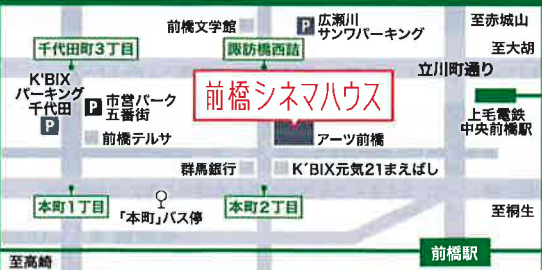 前橋文学館
P
広瀬川
サンワパーキング
至赤城山
千代田町3丁目
諏訪橋西詰
至大胡
立川町通り
K'BIX
パーキング
千代田
P
P
市営パーク
五番街
前橋シネマハウス
上毛電鉄
中央前橋駅
前橋テルサ
アーツ前橋
群馬銀行
K´BIX元気21まえばし
本町1丁目
「本町」バス停
本町2丁目
至桐生
前橋駅
至高崎